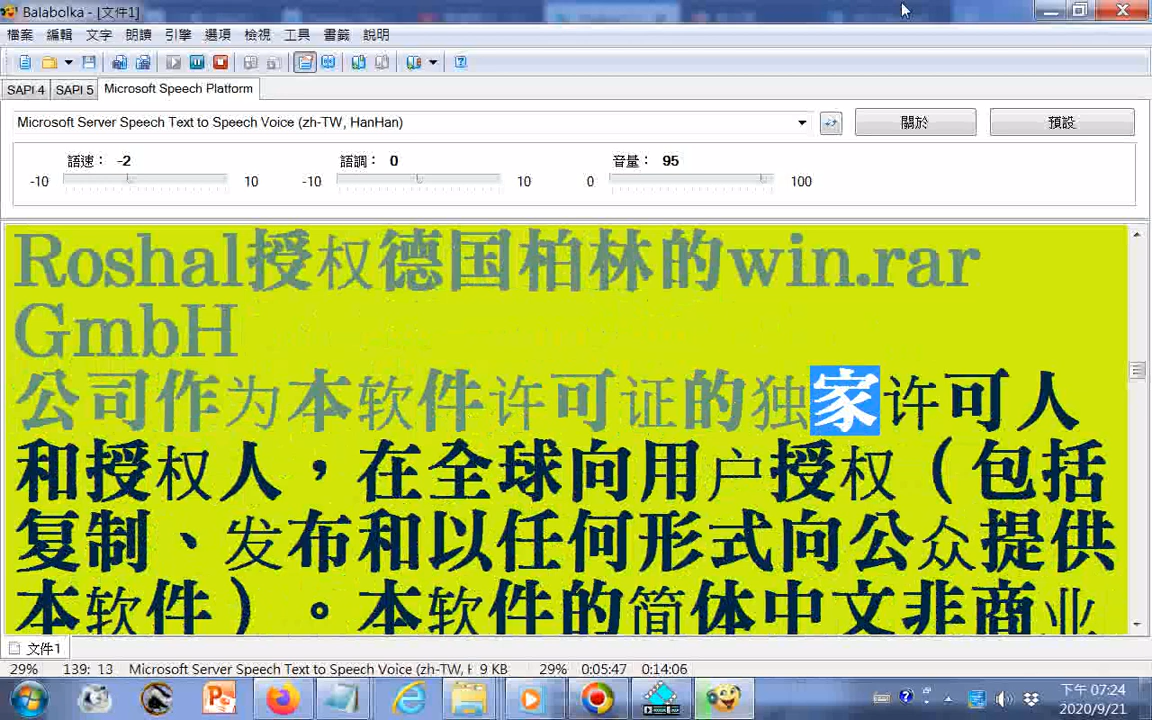 Balabolka - [文件1]
檔案 編輯 文字 朗讀 引擎 選項 檢視 工具 書籤 說明
SAPI 4 SAPI 5 Microsoft Speech Platform
Microsoft Server Speech Text to Speech Voice (zh-TW, HanHan) 關於 預設
語速： -2 語調： 0 音量： 95
-10 10 -10 10 0 100
Roshal授权德国柏林的win.rar
GmbH
公司作为本软件许可证的独家许可人
和授权人，在全球向用户授权（包括
复制、发布和以任何形式向公众提供
本软件）。本软件的简体中文非商业
文件1
29% 139: 13 Microsoft Server Speech Text to Speech Voice (zh-TW, H 9 KB 29% 0:05:47 0:14:06
下午 07:24
2020/9/21